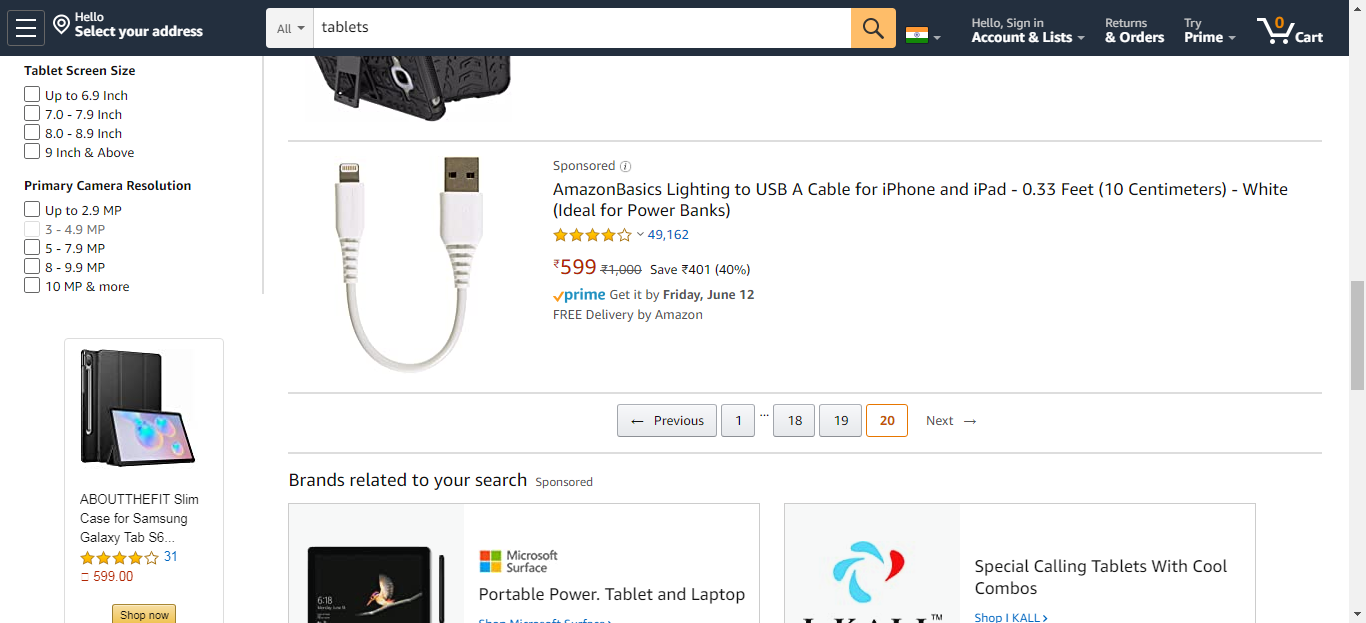 Hello
Select your address
All
tablets
Hello, Sign in
Account & Lists
Returns
& Orders
Try
Prime
0
Cart
Tablet Screen Size
Up to 6.9 Inch
7.0 - 7.9 Inch
8.0 - 8.9 Inch
9 Inch & Above
Primary Camera Resolution
Up to 2.9 MP
3 - 4.9 MP
5 - 7.9 MP
8 - 9.9 MP
10 MP & more
ABOUTTHEFIT Slim
Case for Samsung
Galaxy Tab S6...
31
599.00
Shop now
Sponsored
AmazonBasics Lighting to USB A Cable for iPhone and iPad - 0.33 Feet (10 Centimeters) - White
(Ideal for Power Banks)
49,162
₹599 ₹1,000 Save ₹401 (40%)
prime Get it by Friday, June 12
FREE Delivery by Amazon
← Previous 1 ... 18 19 20 Next →
Brands related to your search Sponsored
6:18
Microsoft
Surface
Portable Power. Tablet and Laptop
Shop Microsoft Surface ›
I KALL™
Special Calling Tablets With Cool
Combos
Shop I KALL ›